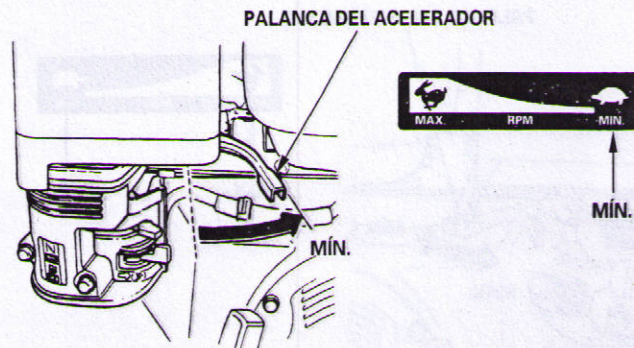 PALANCA DEL ACELERADOR
MAX. RPM MIN.
MÍN.
MÍN.